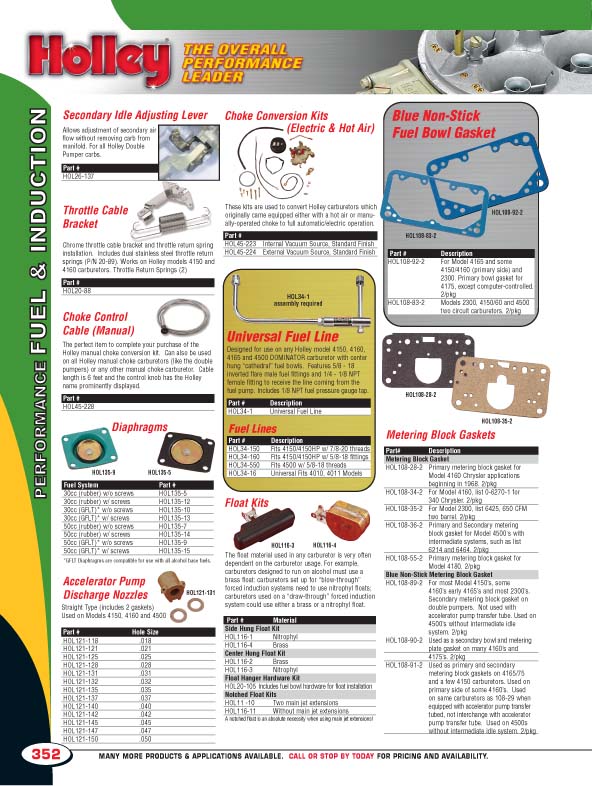 Holley
THE OVERALL
PERFORMANCE
LEADER
PERFORMANCE FUEL & INDUCTION
Secondary Idle Adjusting Lever
Allows adjustment of secondary air
flow without removing carb from
manifold. For all Holley Double
Pumper carbs.
Part #
HOL26-137
Throttle Cable
Bracket
Chrome throttle cable bracket and throttle return spring
installation. Includes dual stainless steel throttle return
springs (P/N 20-89). Works on Holley models 4150 and
4160 carburetors. Throttle Return Springs (2)
Part #
HOL20-88
Choke Control
Cable (Manual)
The perfect item to complete your purchase of the
Holley manual choke conversion kit. Can also be used
on all Holley manual choke carburetors (like the double
pumpers) or any other manual choke carburetor. Cable
length is 6 feet and the control knob has the Holley
name prominently displayed.
Part #
HOL45-228
Diaphragms
HOL135-9 HOL135-5
Fuel System Part #
30cc (rubber) w/o screws HOL135-5
30cc (rubber) w/ screws HOL135-12
30cc (GFLT)* w/o screws HOL135-10
30cc (GFLT)* w/ screws HOL135-13
50cc (rubber) w/o screws HOL135-7
50cc (rubber) w/ screws HOL135-14
50cc (GFLT)* w/o screws HOL135-9
50cc (GFLT)* w/ screws HOL135-15
*GFLT Diaphragms are compatible for use with all alcohol base fuels.
Accelerator Pump
Discharge Nozzles
HOL121-101
Straight Type (includes 2 gaskets)
Used on Models 4150, 4160 and 4500
Part # Hole Size
HOL121-118 .018
HOL121-121 .021
HOL121-125 .025
HOL121-128 .028
HOL121-131 .031
HOL121-132 .032
HOL121-135 .035
HOL121-137 .037
HOL121-140 .040
HOL121-142 .042
HOL121-145 .045
HOL121-147 .047
HOL121-150 .050
Choke Conversion Kits
(Electric & Hot Air)
These kits are used to convert Holley carburetors which
originally came equipped either with a hot air or manu-
ally-operated choke to full automatic/electric operation.
Part #
HOL45-223 Internal Vacuum Source, Standard Finish
HOL45-224 External Vacuum Source, Standard Finish
HOL34-1
assembly required
Universal Fuel Line
Designed for use on any Holley model 4150, 4160,
4165 and 4500 DOMINATOR carburetor with center
hung "cathedral" fuel bowls. Features 5/8 - 18
inverted flare male fuel fittings and 1/4 - 1/8 NPT
female fitting to receive the line coming from the
fuel pump. Includes 1/8 NPT fuel pressure gauge tap.
Part # Description
HOL34-1 Universal Fuel Line
Fuel Lines
Part # Description
HOL34-150 Fits 4150/4150HP w/ 7/8-20 threads
HOL34-160 Fits 4150/4150HP w/ 5/8-18 fittings
HOL34-550 Fits 4500 w/ 5/8-18 threads
HOL34-16 Universal Fits 4010, 4011 Models
Float Kits
HOL116-2 HOL116-4
The float material used in any carburetor is very often
dependent on the carburetor usage. For example,
carburetors designed to run on alcohol must use a
brass float; carburetors set up for "blow-through"
forced induction systems need to use nitrophyl floats;
carburetors used on a "draw-through" forced induction
system could use either a brass or a nitrophyl float.
Part # Material
Side Hung Float Kit
HOL116-1 Nitrophyl
HOL116-4 Brass
Center Hung Float Kit
HOL116-2 Brass
HOL116-3 Nitrophyl
Float Hanger Hardware Kit
HOL20-105 Includes fuel bowl hardware for float installation
Notched Float Kits
HOL11 -10 Two main jet extensions
HOL116-11 Without main jet extensions
A notched float is an absolute necessity when using main jet extensions!
Blue Non-Stick
Fuel Bowl Gasket
HOL108-92-2
HOL108-83-2
Part # Description
HOL108-92-2 For Model 4165 and some
4150/4160 (primary side) and
2300. Primary bowl gasket for
4175, except computer-controlled.
2/pkg
HOL108-83-2 Models 2300, 4150/60 and 4500
two circuit carburetors. 2/pkg
HOL108-28-2
HOL108-35-2
Metering Block Gaskets
Part# Description
Metering Block Gasket
HOL108-28-2 Primary metering block gasket for
Model 4160 Chrysler applications
beginning in 1968. 2/pkg
HOL108-34-2 For Model 4160, list 0-6270-1 for
340 Chrysler. 2/pkg
HOL108-35-2 For Model 2300, list 6425, 650 CFM
two barrel. 2/pkg
HOL108-36-2 Primary and Secondary metering
block gasket for Model 4500's with
intermediate systems, such as list
6214 and 6464. 2/pkg
HOL108-55-2 Primary metering block gasket for
Model 4180. 2/pkg
Blue Non-Stick Metering Block Gasket
HOL108-89-2 For most Model 4150's, some
4160's early 4165's and most 2300's.
Secondary metering block gasket on
double pumpers. Not used with
accelerator pump transfer tube. Used on
4500's without intermediate idle
system. 2/pkg
HOL108-90-2 Used as a secondary bowl and metering
plate gasket on many 4160's and
4175's. 2/pkg
HOL108-91-2 Used as primary and secondary
metering block gaskets on 4165/75
and a few 4150 carburetors. Used on
primary side of some 4160's. Used
on same carburetors as 108-29 when
equipped with accelerator pump transfer
tubed, not interchange with accelerator
pump transfer tube. Used on 4500s
without intermediate idle system. 2/pkg.
352
MANY MORE PRODUCTS & APPLICATIONS AVAILABLE. CALL OR STOP BY TODAY FOR PRICING AND AVAILABILITY.